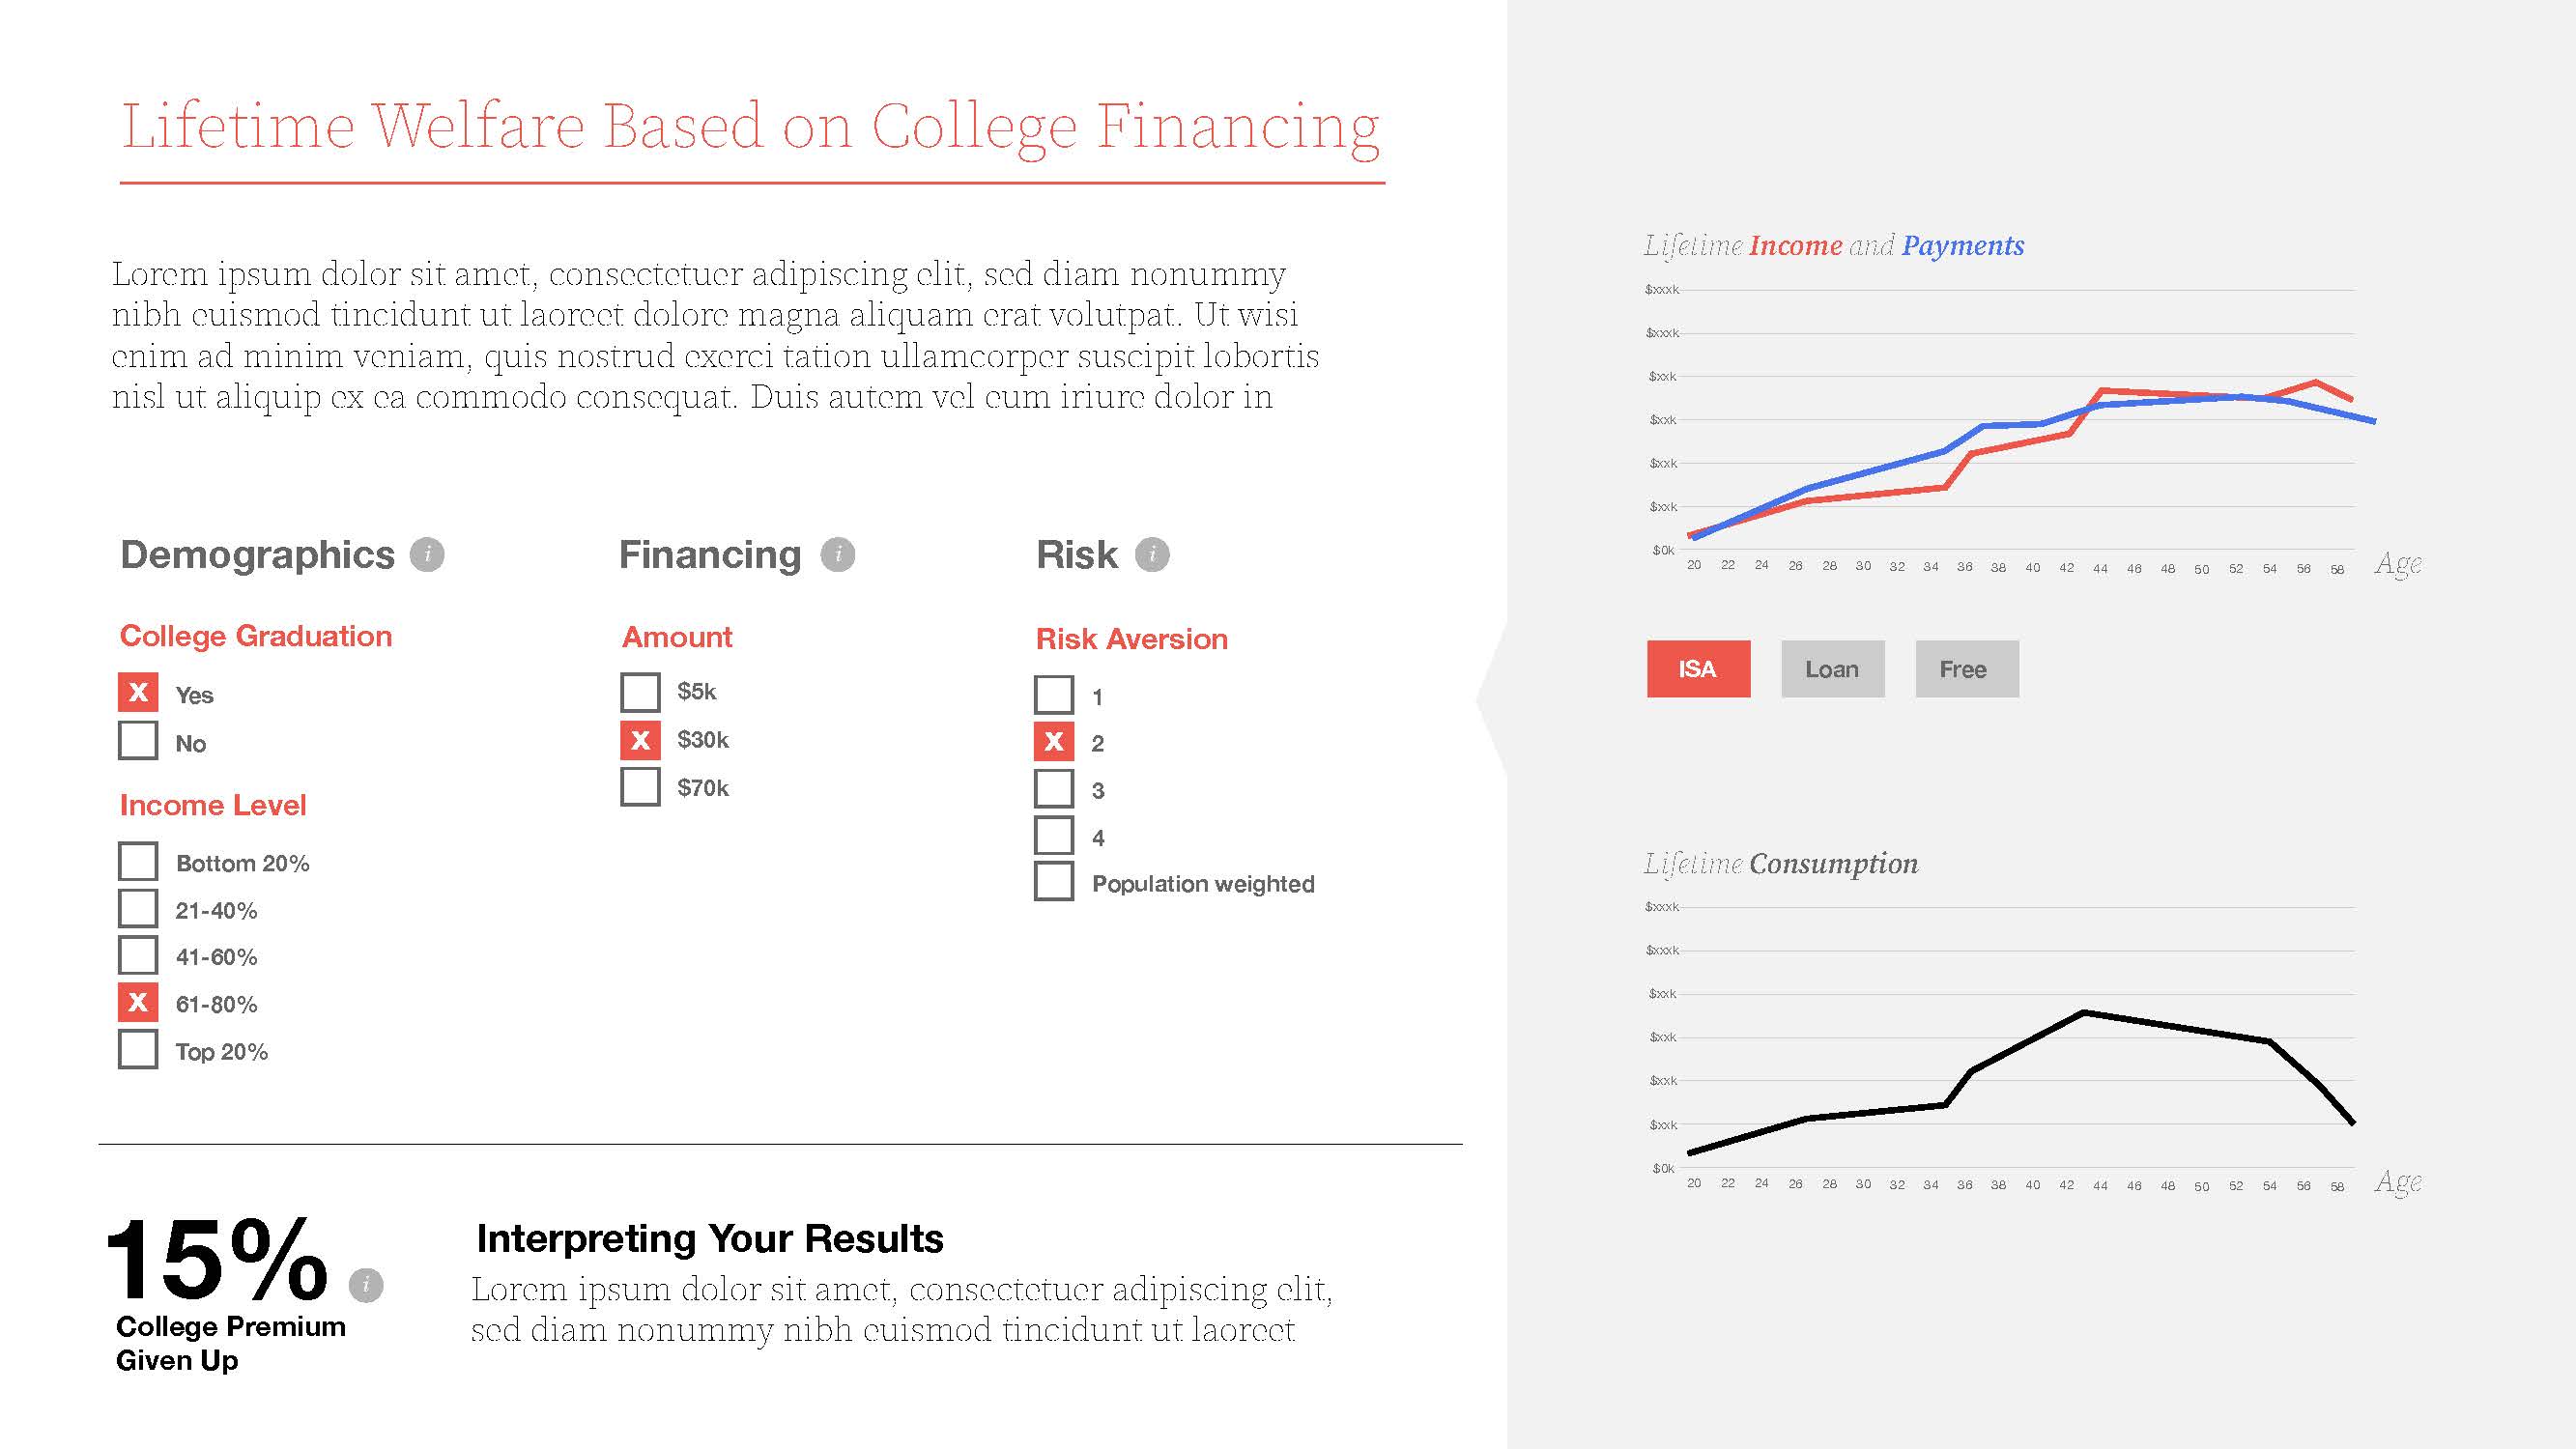 Lifetime Welfare Based on College Financing
Lorem ipsum dolor sit amet, consectetuer adipiscing elit, sed diam nonummy
nibh euismod tincidunt ut laoreet dolore magna aliquam erat volutpat. Ut wisi
enim ad minim veniam, quis nostrud exerci tation ullamcorper suscipit lobortis
nisl ut aliquip ex ea commodo consequat. Duis autem vel eum iriure dolor in
Demographics i
College Graduation
X Yes
No
Income Level
Bottom 20%
21-40%
41-60%
X 61-80%
Top 20%
Financing i
Amount
$5k
X $30k
$70k
Risk i
Risk Aversion
1
X 2
3
4
Population weighted
15% i
College Premium
Given Up
Interpreting Your Results
Lorem ipsum dolor sit amet, consectetuer adipiscing elit,
sed diam nonummy nibh euismod tincidunt ut laoreet
Lifetime Income and Payments
$xxxk
$xxxk
$xxk
$xxk
$xxk
$xxk
$0k
20 22 24 26 28 30 32 34 36 38 40 42 44 46 48 50 52 54 56 58 Age
ISA Loan Free
Lifetime Consumption
$xxxk
$xxxk
$xxk
$xxk
$xxk
$xxk
$0k
20 22 24 26 28 30 32 34 36 38 40 42 44 46 48 50 52 54 56 58 Age